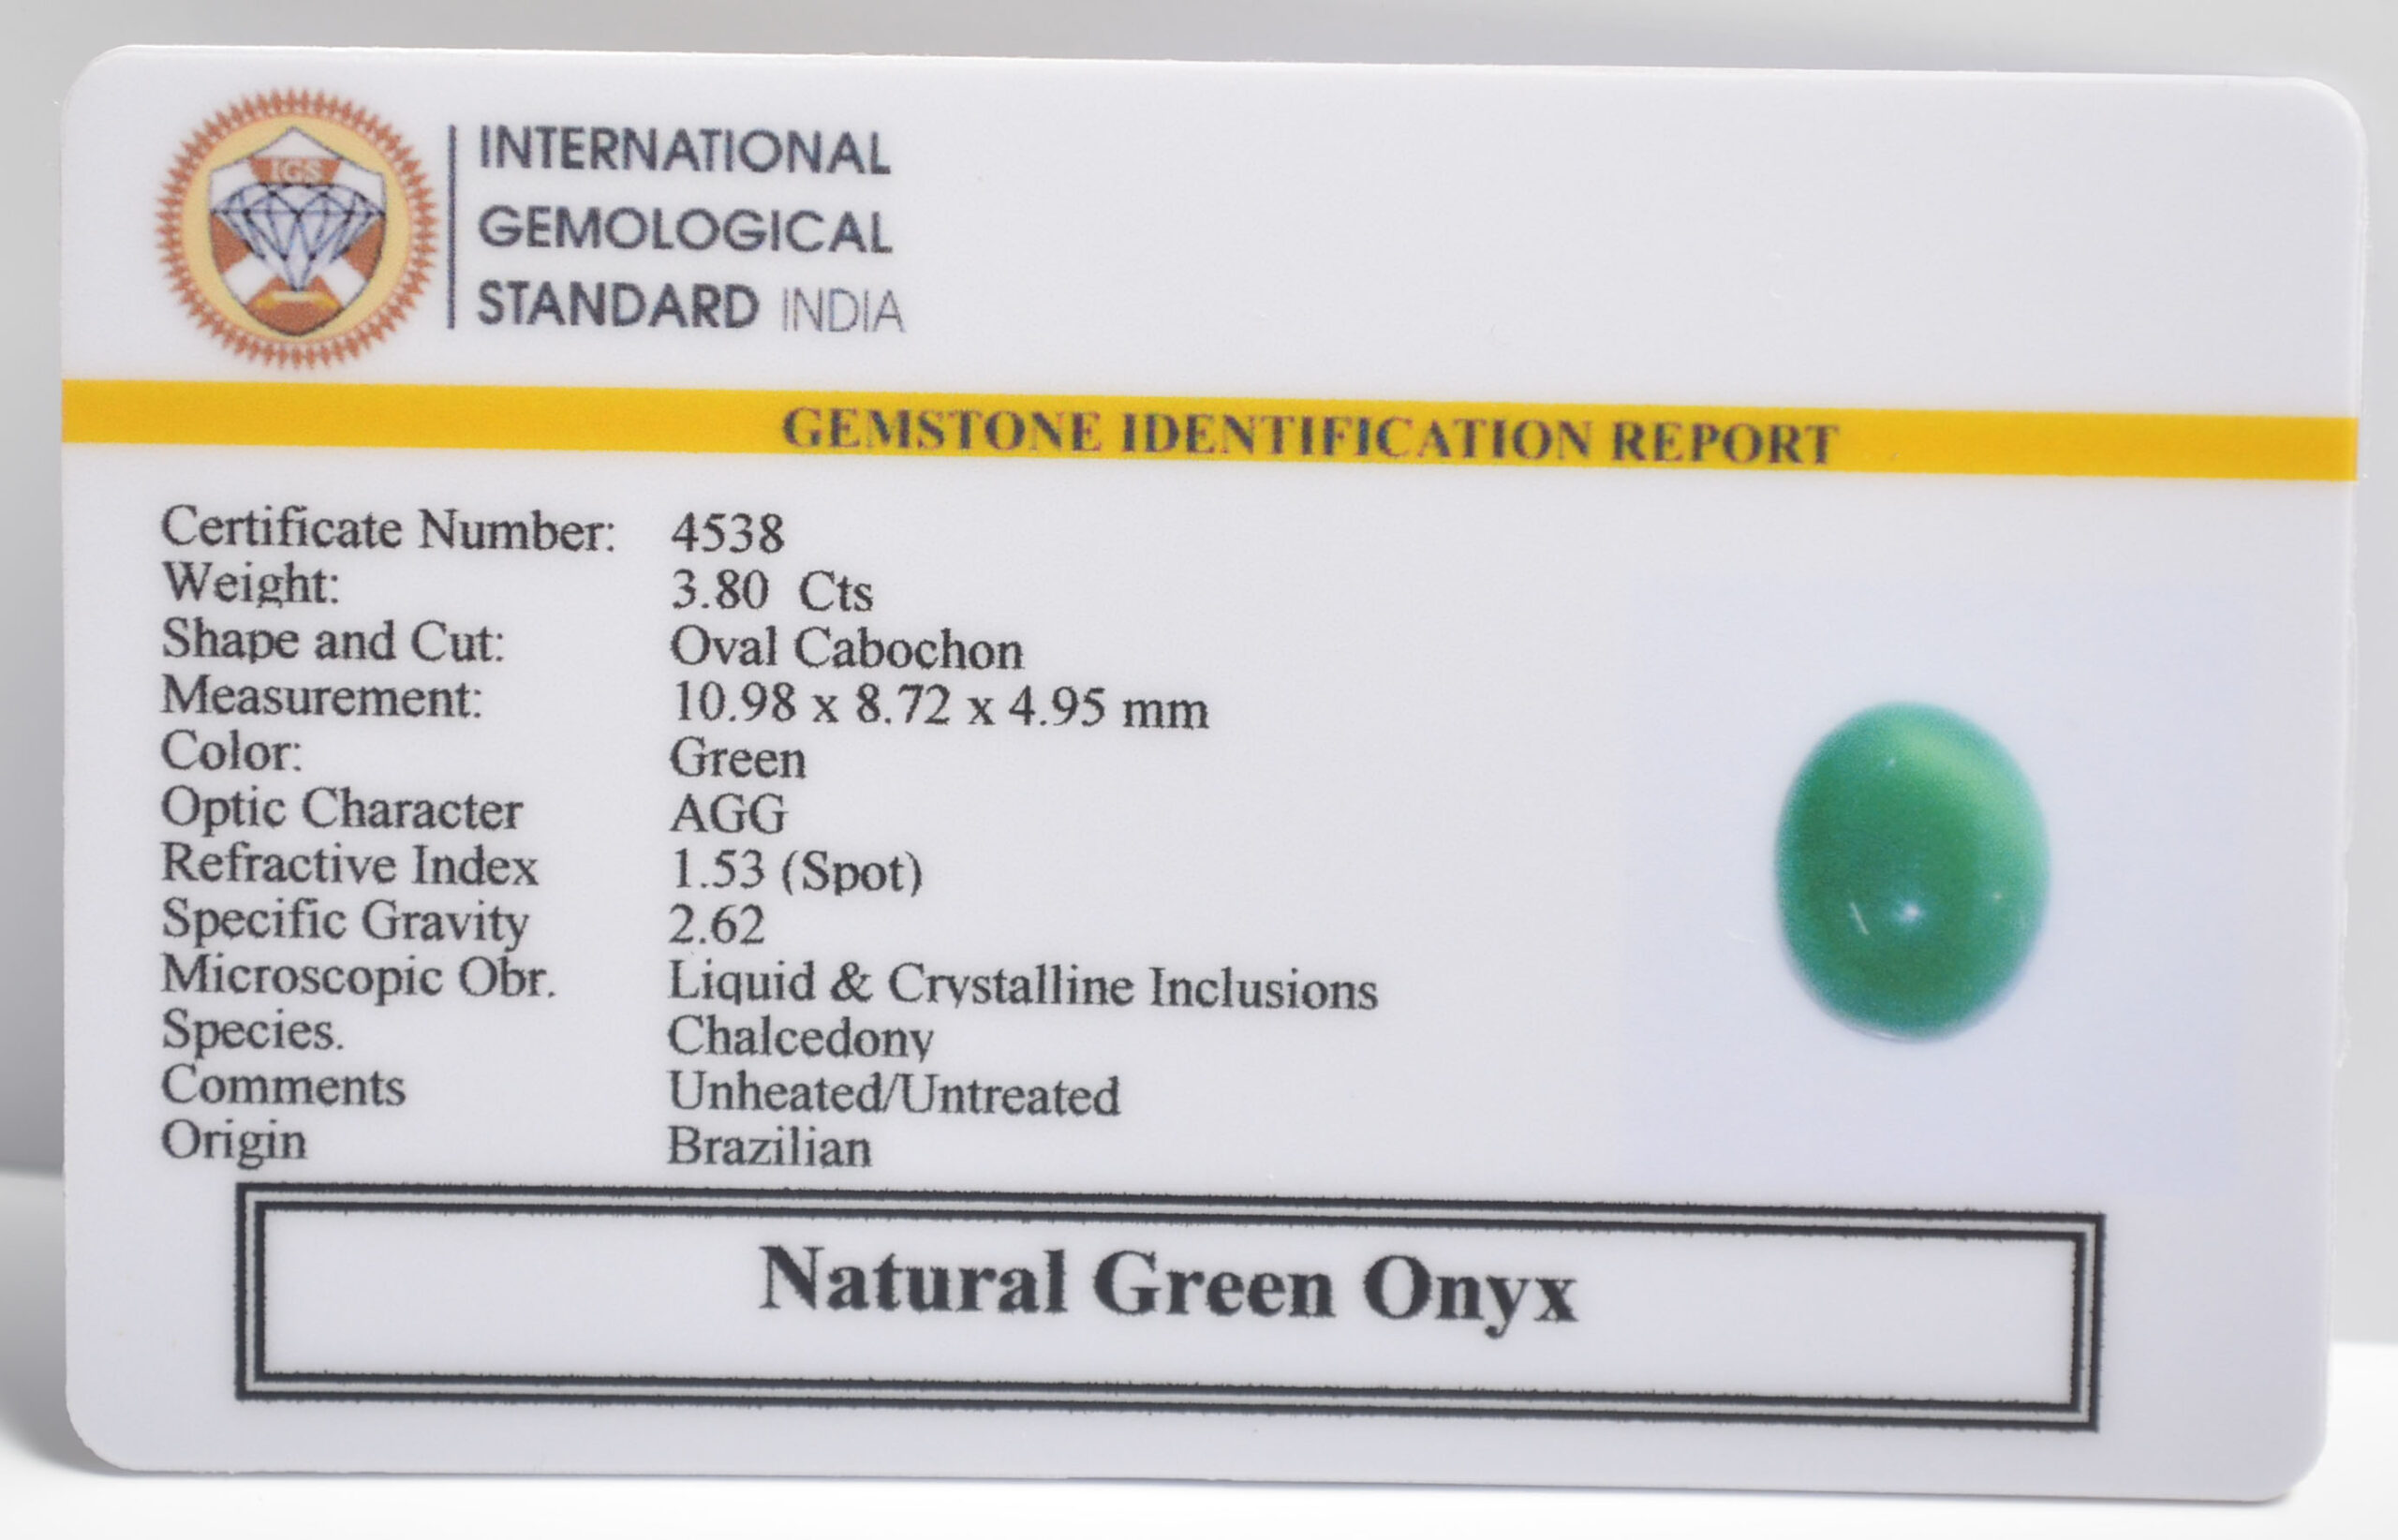 IGS
INTERNATIONAL
GEMOLOGICAL
STANDARD INDIA
GEMSTONE IDENTIFICATION REPORT
Certificate Number: 4538
Weight: 3.80 Cts
Shape and Cut: Oval Cabochon
Measurement: 10.98 x 8.72 x 4.95 mm
Color: Green
Optic Character AGG
Refractive Index 1.53 (Spot)
Specific Gravity 2.62
Microscopic Obr. Liquid & Crystalline Inclusions
Species. Chalcedony
Comments Unheated/Untreated
Origin Brazilian
Natural Green Onyx